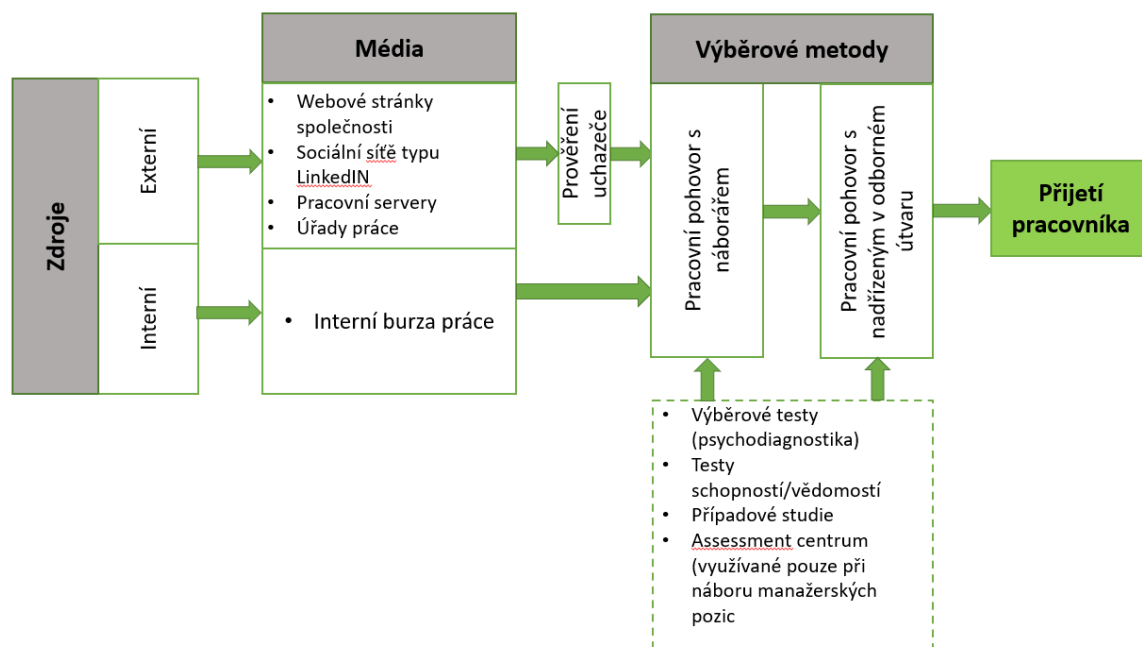 Média
Výběrové metody
Zdroje
Externí
Interní
• Webové stránky
společnosti
• Sociální síťě typu
LinkedIN
• Pracovní servery
• Úřady práce
• Interní burza práce
Prověření
uchazeče
Pracovní pohovor s
náborářem
Pracovní pohovor s
nadřízeným v odborném
útvaru
Přijetí
pracovníka
• Výběrové testy
(psychodiagnostika)
• Testy
schopností/vědomostí
• Případové studie
• Assessment centrum
(využívané pouze při
náboru manažerských
pozic